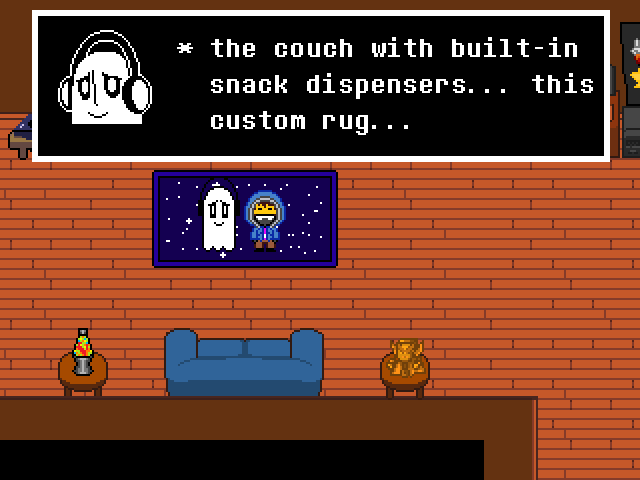 * the couch with built-in
snack dispensers... this
custom rug...